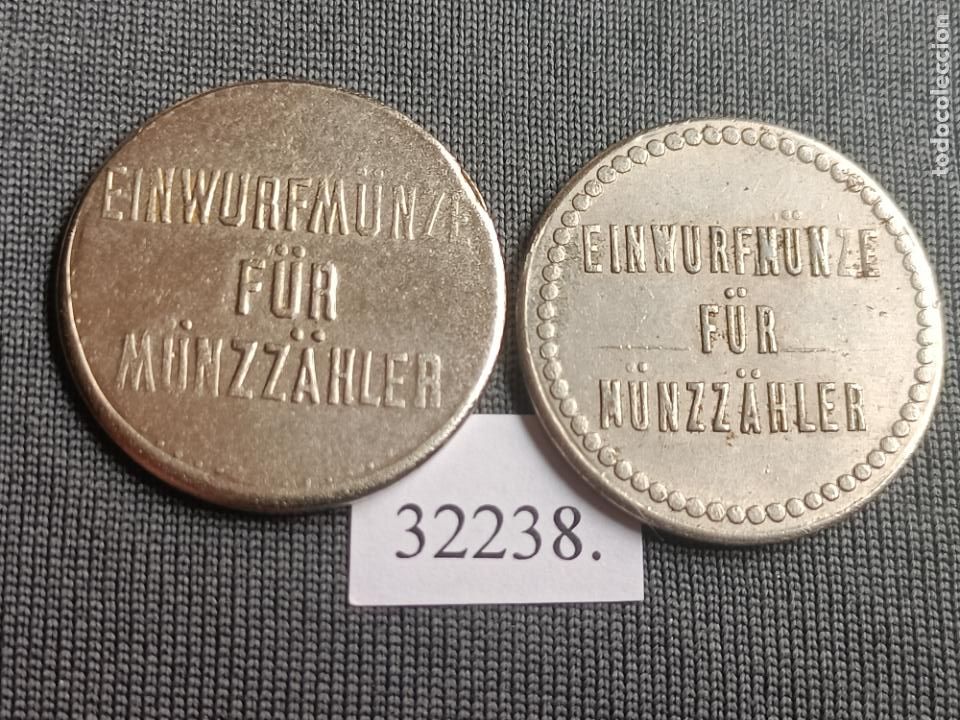 EINWURFMÜNZE
FÜR
MÜNZZÄHLER
EINWURFMÜNZE
FÜR
MÜNZZÄHLER
32238.
todocoleccion